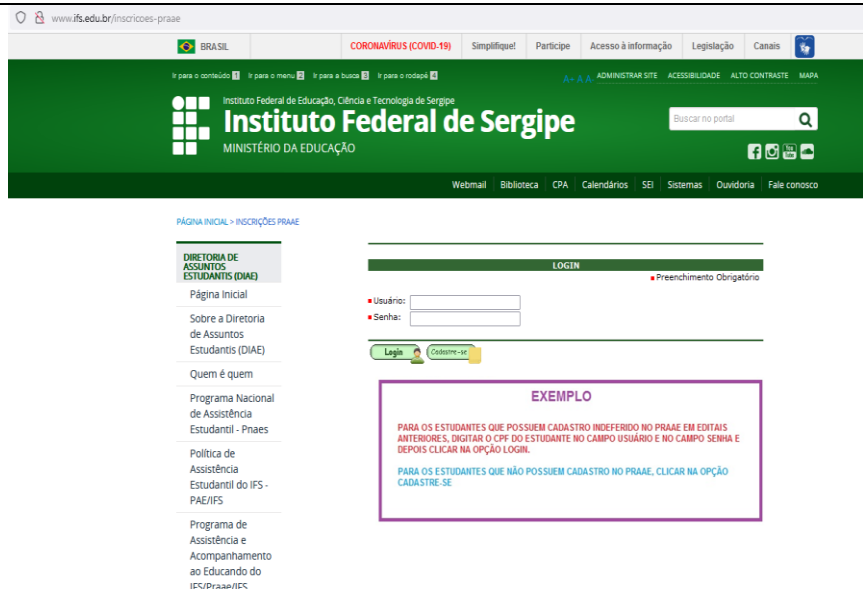 www.ifs.edu.br/inscricoes-praae
BRASIL CORONAVÍRUS (COVID-19) Simplifique! Participe Acesso à informação Legislação Canais
Ir para o conteúdo 1 Ir para o menu 2 Ir para a busca 3 Ir para o rodapé 4 A+ A A- ADMINISTRAR SITE ACESSIBILIDADE ALTO CONTRASTE MAPA
Instituto Federal de Educação, Ciência e Tecnologia de Sergipe
Instituto Federal de Sergipe
Buscar no portal
MINISTÉRIO DA EDUCAÇÃO
You Tube
Webmail Biblioteca CPA Calendários SEI Sistemas Ouvidoria Fale conosco
PÁGINA INICIAL > INSCRIÇÕES PRAAE
DIRETORIA DE
ASSUNTOS
ESTUDANTIS (DIAE)
Página Inicial
Sobre a Diretoria
de Assuntos
Estudantis (DIAE)
Quem é quem
Programa Nacional
de Assistência
Estudantil - Pnaes
Política de
Assistência
Estudantil do IFS -
PAE/IFS
Programa de
Assistência e
Acompanhamento
ao Educando do
IFS/Praae/IFS
LOGIN
Preenchimento Obrigatório
Usuário:
Senha:
Login Cadastre-se
EXEMPLO
PARA OS ESTUDANTES QUE POSSUEM CADASTRO INDEFERIDO NO PRAAE EM EDITAIS
ANTERIORES, DIGITAR O CPF DO ESTUDANTE NO CAMPO USUÁRIO E NO CAMPO SENHA E
DEPOIS CLICAR NA OPÇÃO LOGIN.
PARA OS ESTUDANTES QUE NÃO POSSUEM CADASTRO NO PRAAE, CLICAR NA OPÇÃO
CADASTRE-SE